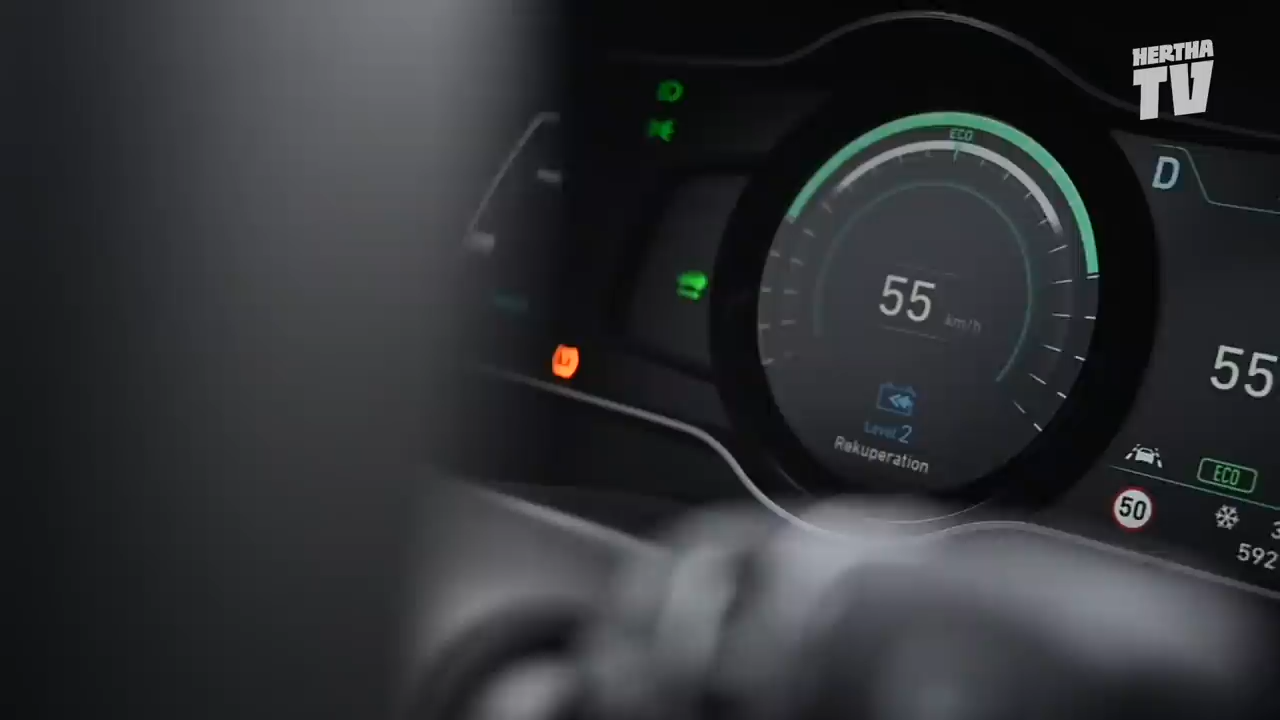 HERTHA
TV
ECO
D
55 km/h
55
Level 2
Rekuperation
ECO
50
592